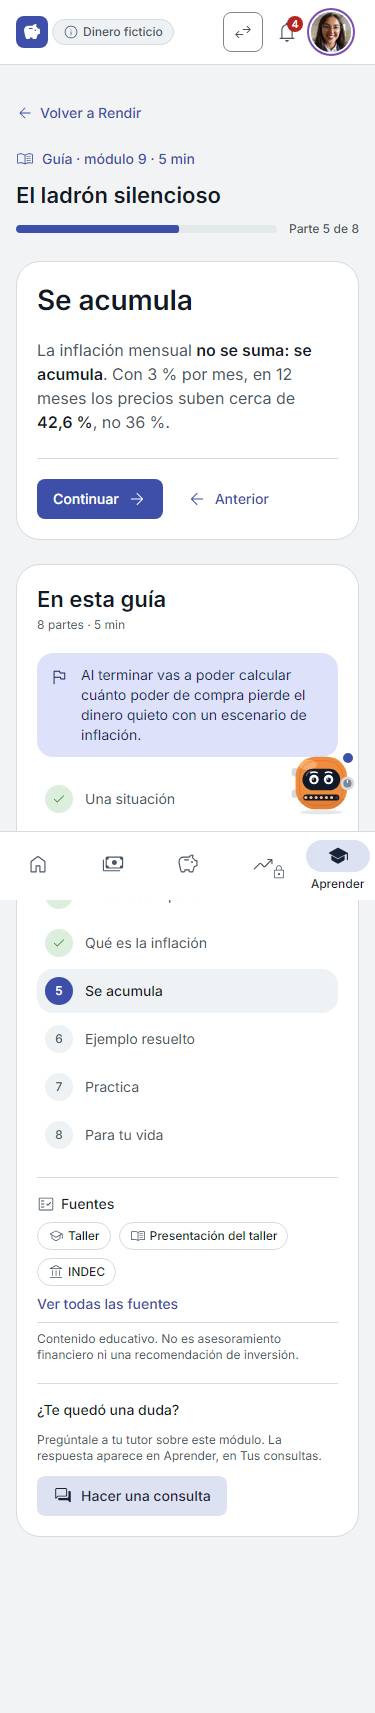 Dinero ficticio
4
Volver a Rendir
Guía · módulo 9 · 5 min
El ladrón silencioso
Parte 5 de 8
Se acumula
La inflación mensual no se suma: se
acumula. Con 3 % por mes, en 12
meses los precios suben cerca de
42,6 %, no 36 %.
Continuar
Anterior
En esta guía
8 partes · 5 min
Al terminar vas a poder calcular
cuánto poder de compra pierde el
dinero quieto con un escenario de
inflación.
Una situación
Aprender
Qué es la inflación
5 Se acumula
6 Ejemplo resuelto
7 Practica
8 Para tu vida
Fuentes
Taller
Presentación del taller
INDEC
Ver todas las fuentes
Contenido educativo. No es asesoramiento
financiero ni una recomendación de inversión.
¿Te quedó una duda?
Pregúntale a tu tutor sobre este módulo. La
respuesta aparece en Aprender, en Tus consultas.
Hacer una consulta